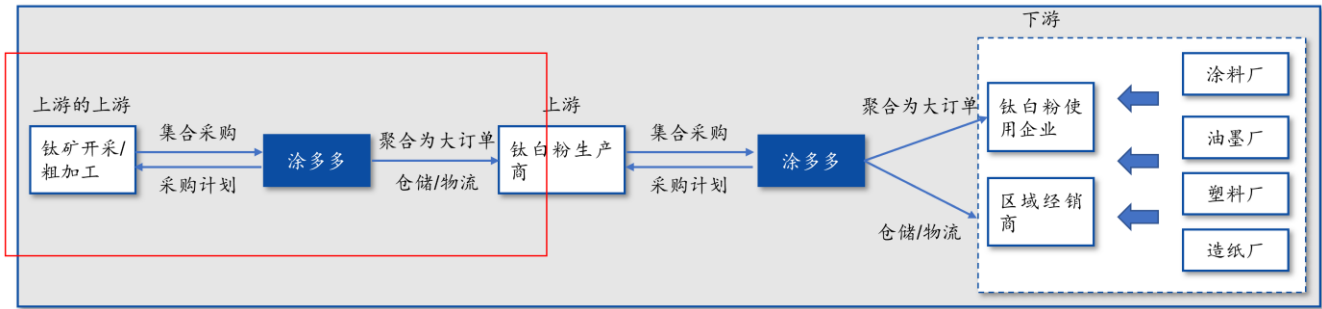 下游
上游的上游
钛矿开采/
粗加工
集合采购
采购计划
涂多多
聚合为大订单
仓储/物流
上游
钛白粉生产
商
集合采购
采购计划
涂多多
聚合为大订单
仓储/物流
钛白粉使
用企业
区域经销
商
涂料厂
油墨厂
塑料厂
造纸厂